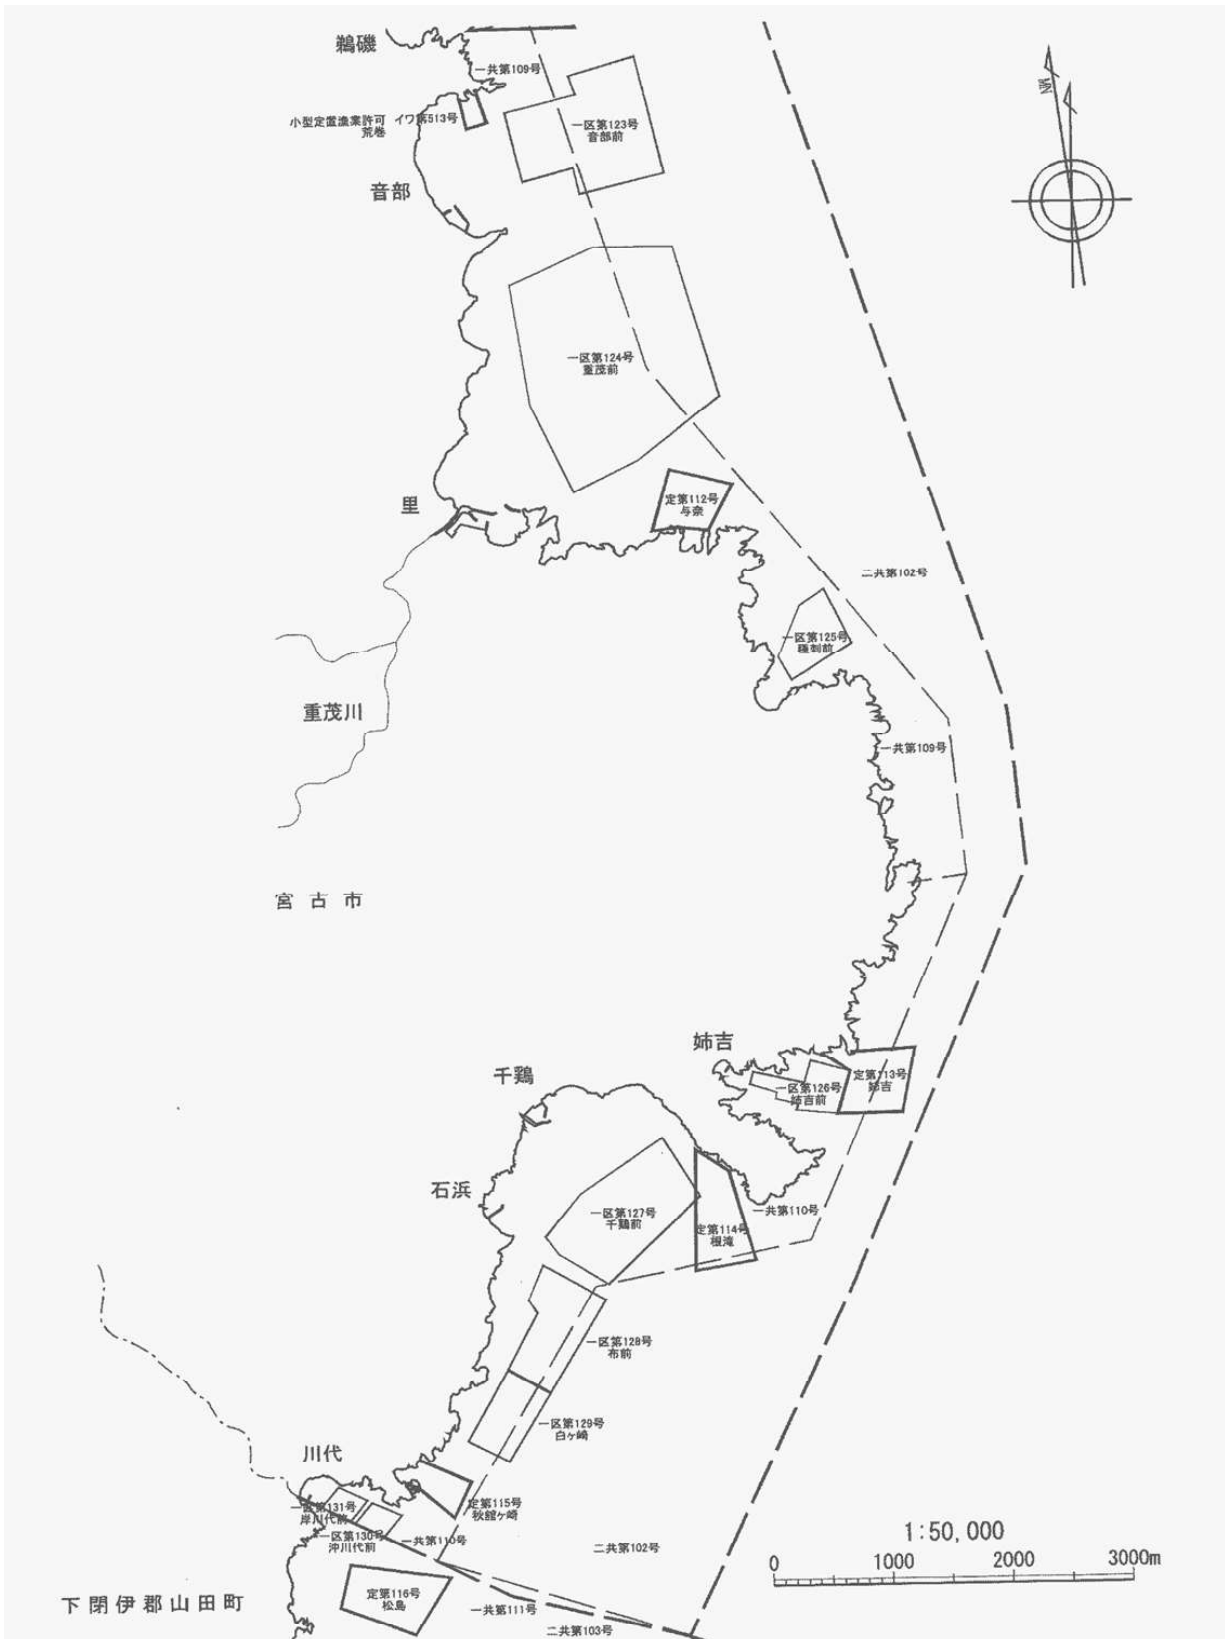 鵜磯
一共第109号
小型定置漁業許可 イワ第513号
荒巻
一区第123号
音部前
MN
音部
一区第124号
重茂前
里
定第112号
与奈
二共第102号
一区第125号
重茂川
一共第109号
宮古市
姉吉
千鶏
定第113号
姉吉
一区第126号
姉吉前
石浜
一区第127号
千鶏前
一共第110号
定第114号
根滝
一区第128号
布前
一区第129号
白ヶ崎
川代
一区第131号
岸川代前
定第115号
秋舘ヶ崎
一区第130号
沖川代前
一共第110号
二共第102号
1:50,000
0 1000 2000 3000m
定第116号
松島
下閉伊郡山田町
一共第111号
二共第103号